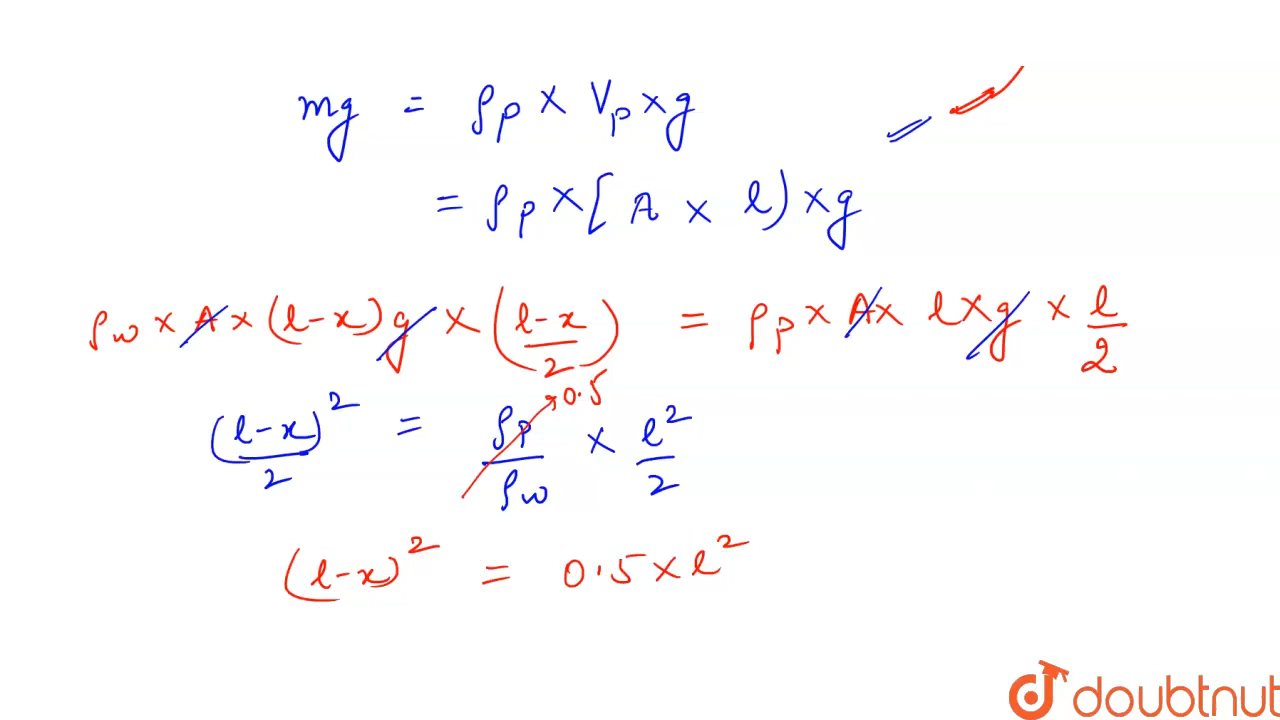 mg = ρp × Vp × g
= ρp × [A × l) × g
ρw × A × (l-x) g × (l-x/2) = ρp × A × l × g × l/2
(l-x)²/2 = ρp/ρw × l²/2
0.5
(l-x)² = 0.5 × l²
doubtnut